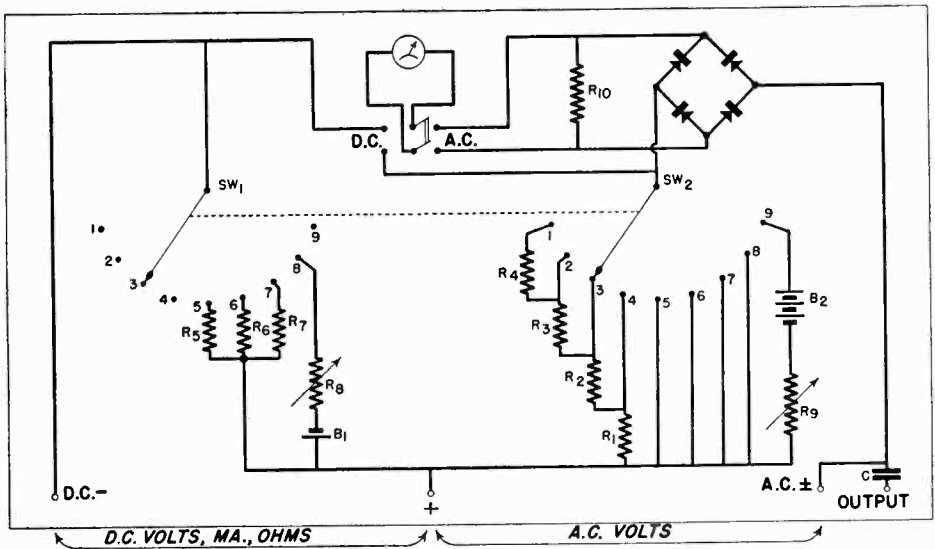 R10
D.C.
A.C.
SW1
SW2
1
2
3
4
5
6
7
8
9
R5
R6
R7
R8
B1
1
2
3
4
5
6
7
8
9
R4
R3
R2
R1
B2
R9
D.C.-
+
A.C.±
C
OUTPUT
D.C. VOLTS, MA., OHMS
A.C. VOLTS